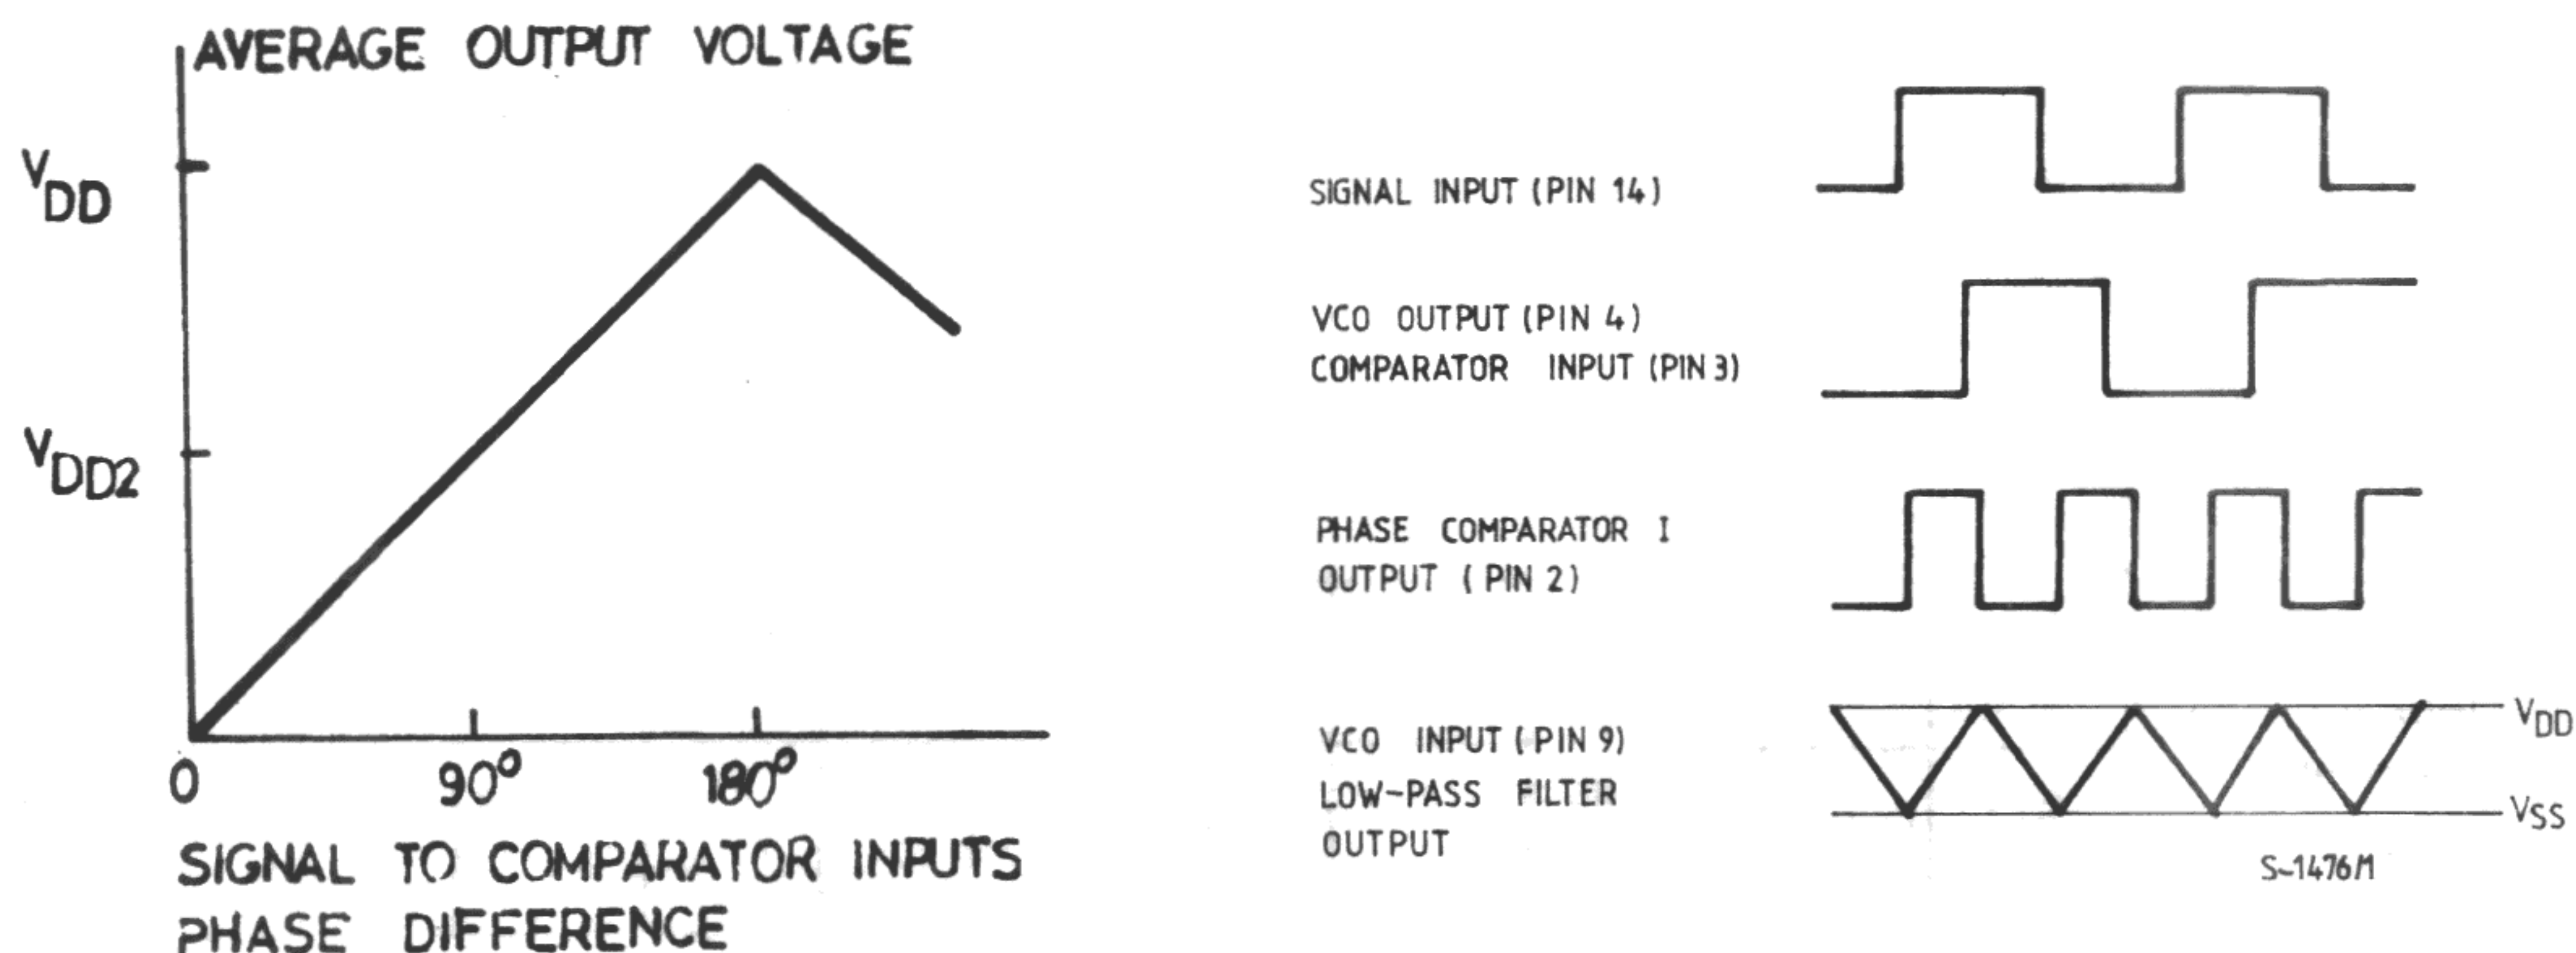 AVERAGE OUTPUT VOLTAGE
VDD
VDD2
0 90° 180°
SIGNAL TO COMPARATOR INPUTS
PHASE DIFFERENCE
SIGNAL INPUT (PIN 14)
VCO OUTPUT (PIN 4)
COMPARATOR INPUT (PIN 3)
PHASE COMPARATOR I
OUTPUT ( PIN 2)
VCO INPUT (PIN 9)
LOW-PASS FILTER
OUTPUT
VDD
VSS
S-1476/1